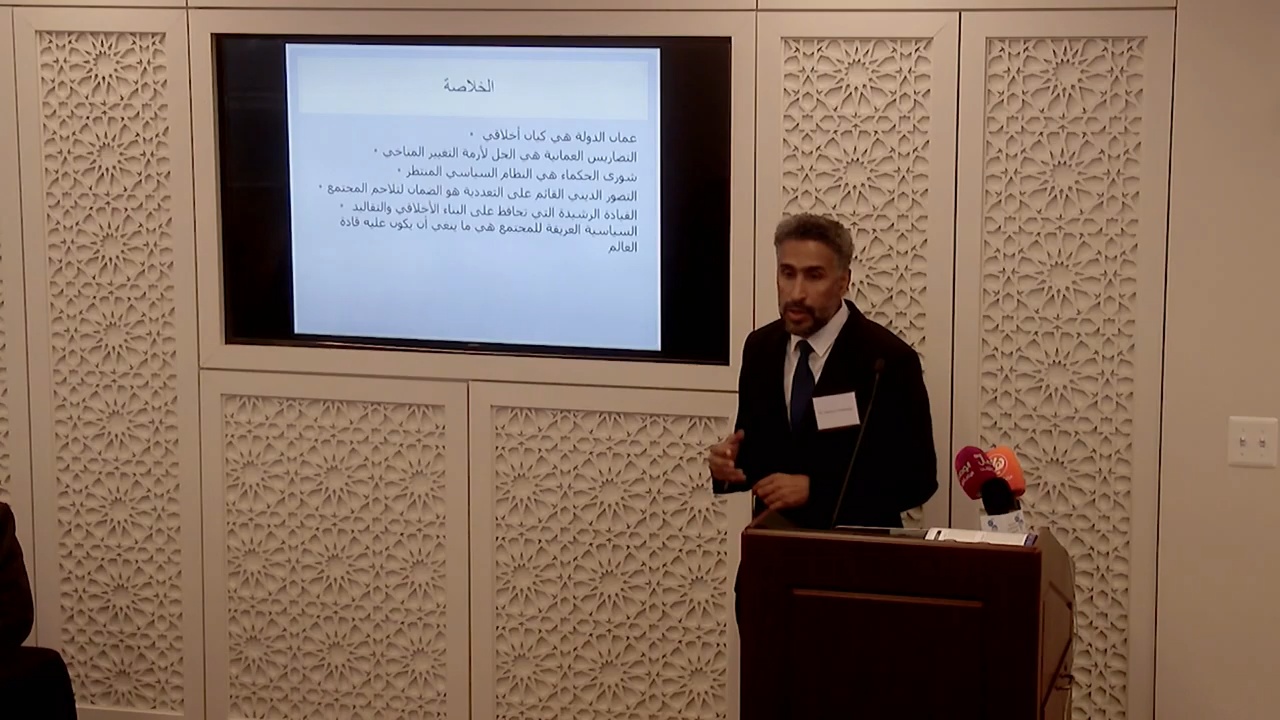 الخلاصة
عمان الدولة هي كيان أخلاقي •
التضاريس العمانية هي الحل لأزمة التغيير المناخي •
شورى الحكماء هي النظام السياسي المنتظر •
التصور الديني القائم على التعددية هو الضمان لتلاحم المجتمع •
القيادة الرشيدة التي تحافظ على البناء الأخلاقي والتقاليد •
السياسية العريقة للمجتمع هي ما ينبغي أن يكون عليه قادة
العالم